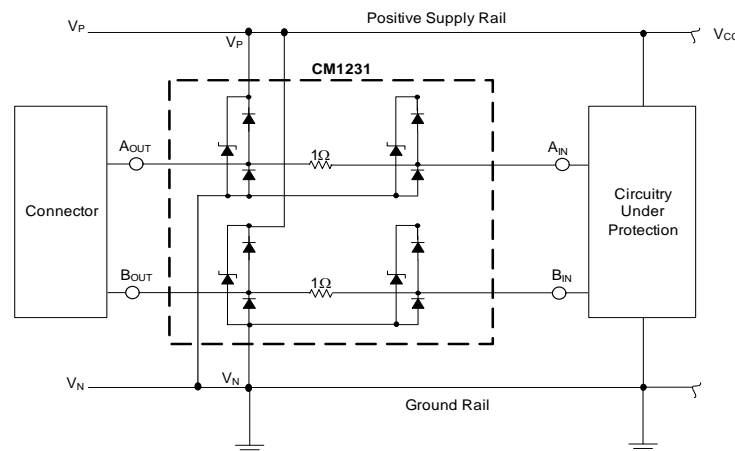 Positive Supply Rail
VP
VP
VCC
CM1231
AOUT
1Ω
AIN
Connector
Circuitry
Under
Protection
BOUT
1Ω
BIN
VN
VN
Ground Rail